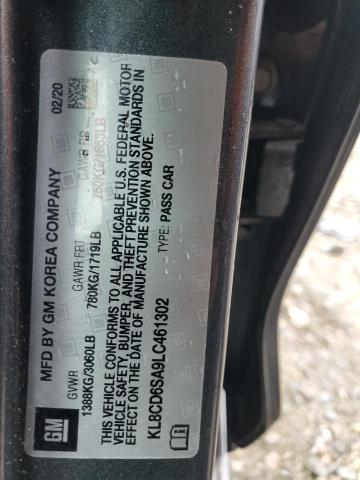 MFD BY GM KOREA COMPANY 02/20
GVWR GAWR FRT GAWR RR
1388KG/3060LB 780KG/1719LB
THIS VEHICLE CONFORMS TO ALL APPLICABLE U.S. FEDERAL MOTOR
VEHICLE SAFETY, BUMPER, AND THEFT PREVENTION STANDARDS IN
EFFECT ON THE DATE OF MANUFACTURE SHOWN ABOVE.
KL8CD6SA9LC461302 TYPE: PASS CAR
GM